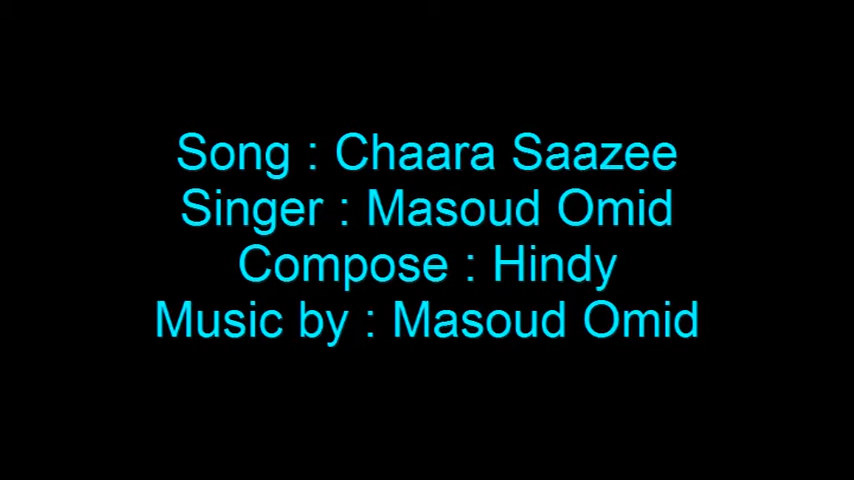 Song : Chaara Saazee
Singer : Masoud Omid
Compose : Hindy
Music by : Masoud Omid